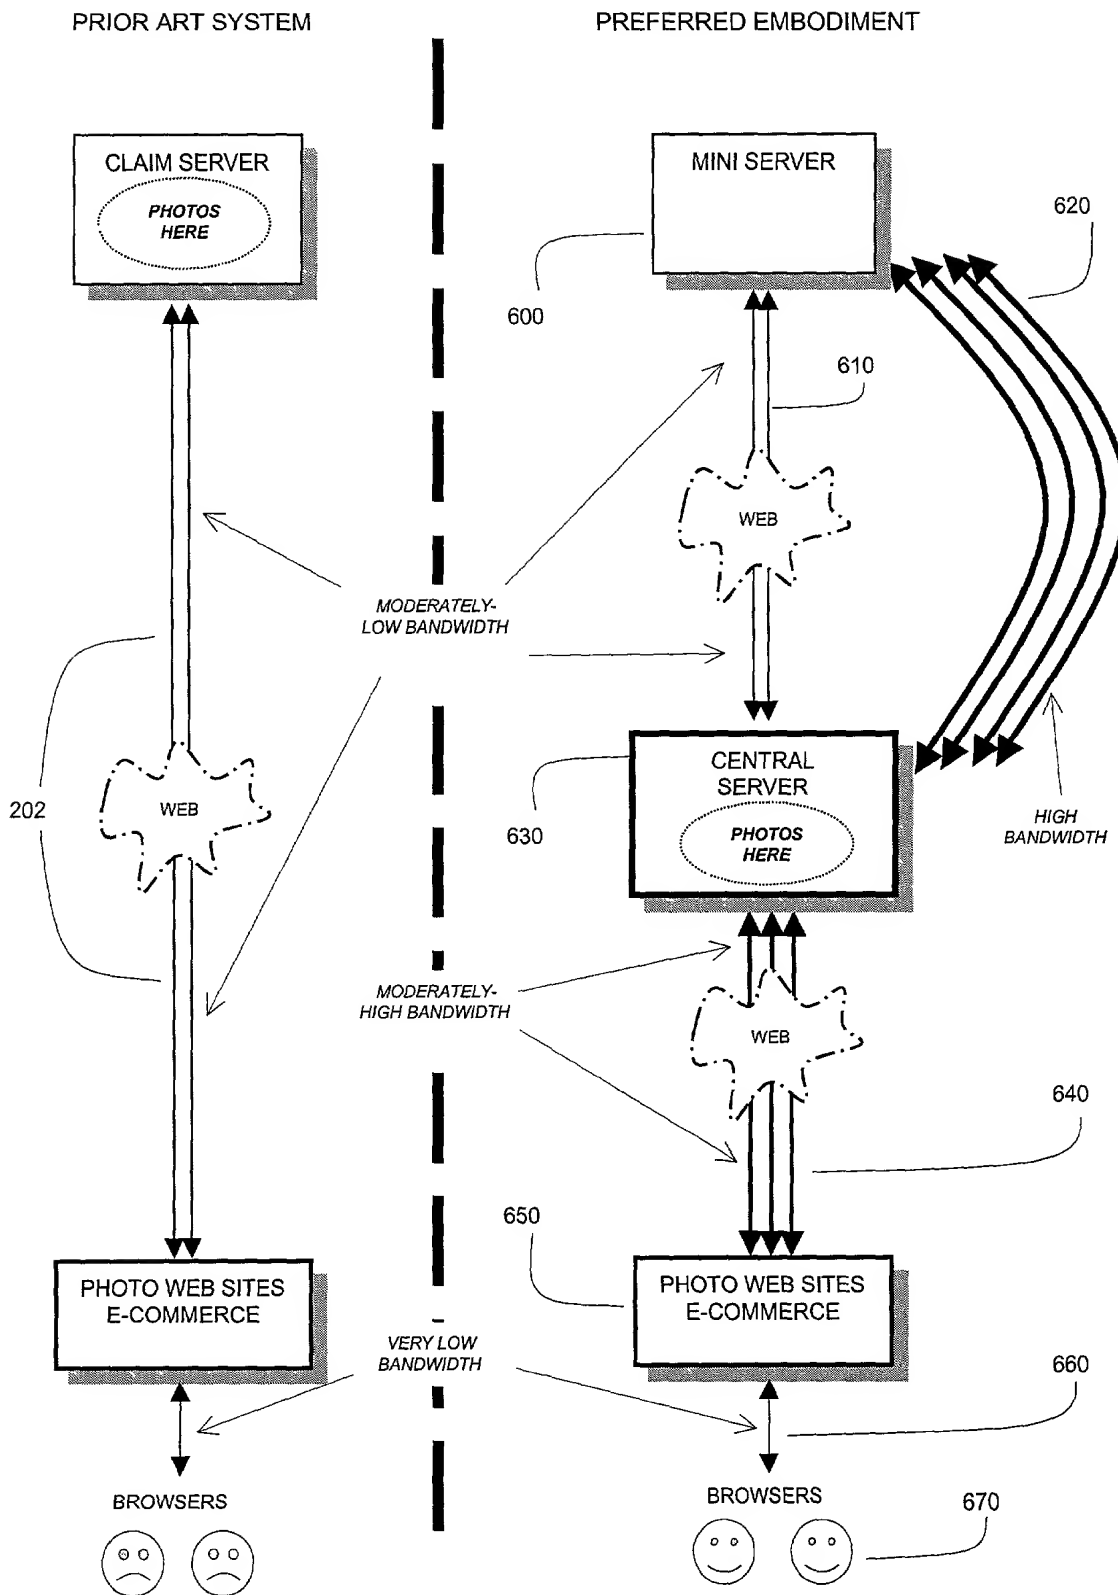 PRIOR ART SYSTEM
PREFERRED EMBODIMENT
CLAIM SERVER
PHOTOS
HERE
MINI SERVER
620
600
610
WEB
MODERATELY-
LOW BANDWIDTH
202
WEB
630
CENTRAL
SERVER
PHOTOS
HERE
HIGH
BANDWIDTH
MODERATELY-
HIGH BANDWIDTH
WEB
640
650
PHOTO WEB SITES
E-COMMERCE
PHOTO WEB SITES
E-COMMERCE
VERY LOW
BANDWIDTH
660
BROWSERS
BROWSERS
670